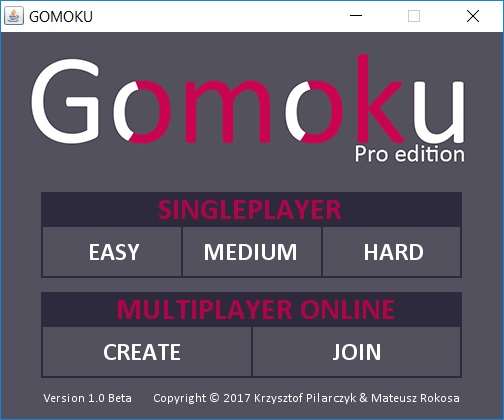 GOMOKU
Gomoku
Pro edition
SINGLEPLAYER
EASY MEDIUM HARD
MULTIPLAYER ONLINE
CREATE JOIN
Version 1.0 Beta Copyright © 2017 Krzysztof Pilarczyk & Mateusz Rokosa